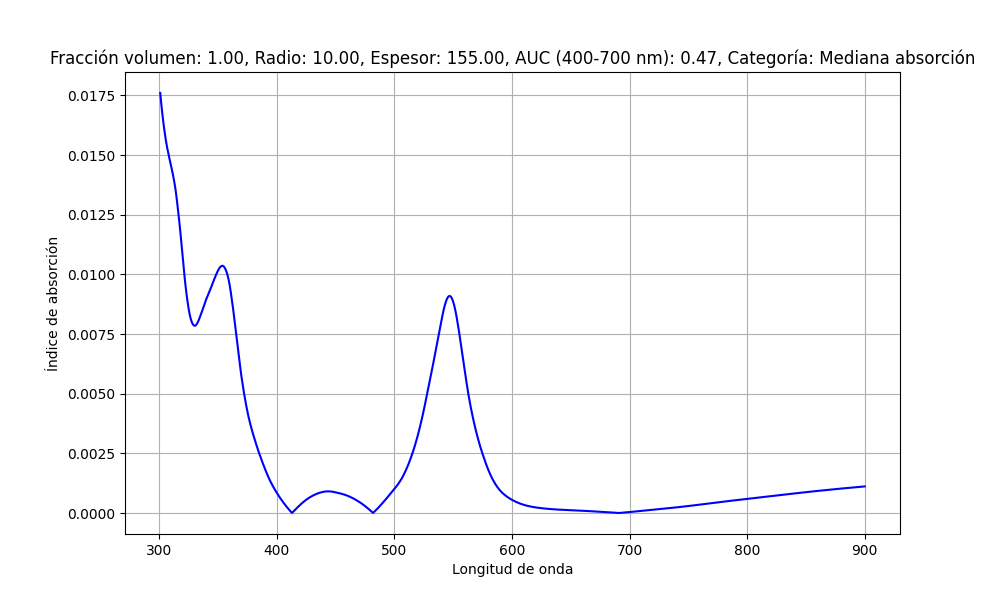 Fracción volumen: 1.00, Radio: 10.00, Espesor: 155.00, AUC (400-700 nm): 0.47, Categoría: Mediana absorción
0.0175
0.0150
0.0125
0.0100
0.0075
0.0050
0.0025
0.0000
Índice de absorción
300 400 500 600 700 800 900
Longitud de onda